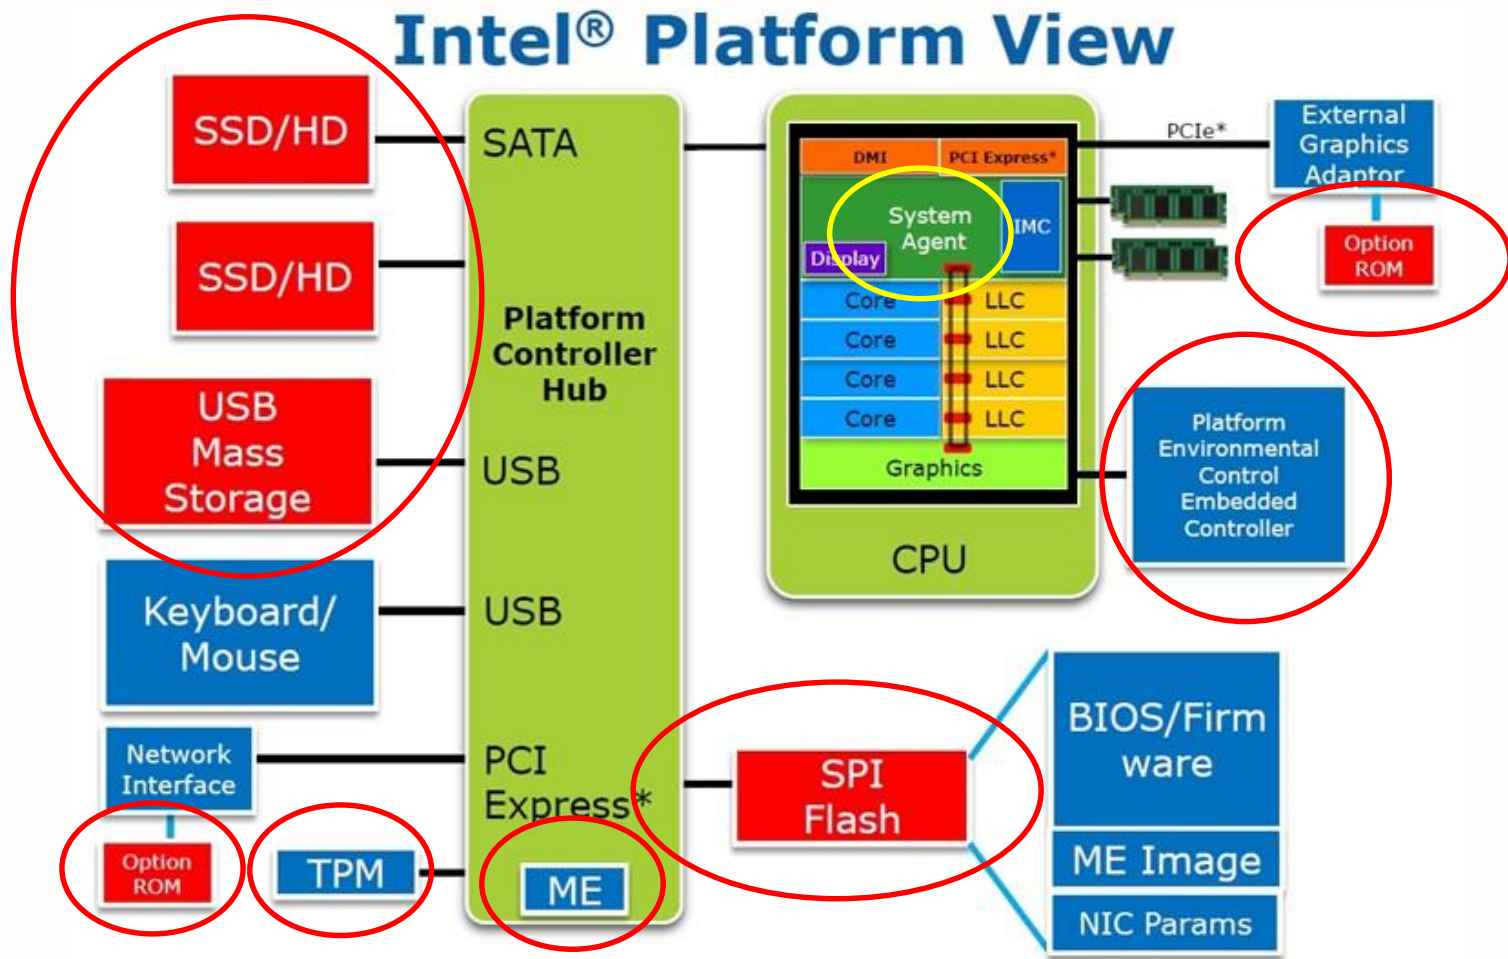 Intel® Platform View
SSD/HD
SSD/HD
USB
Mass
Storage
Keyboard/
Mouse
Network
Interface
Option
ROM
TPM
SATA
Platform
Controller
Hub
USB
USB
PCI
Express*
ME
DMI
PCI Express*
System
Agent
IMC
Display
Core
LLC
Core
LLC
Core
LLC
Core
LLC
Graphics
CPU
PCIe*
External
Graphics
Adaptor
Option
ROM
Platform
Environmental
Control
Embedded
Controller
SPI
Flash
BIOS/Firm
ware
ME Image
NIC Params